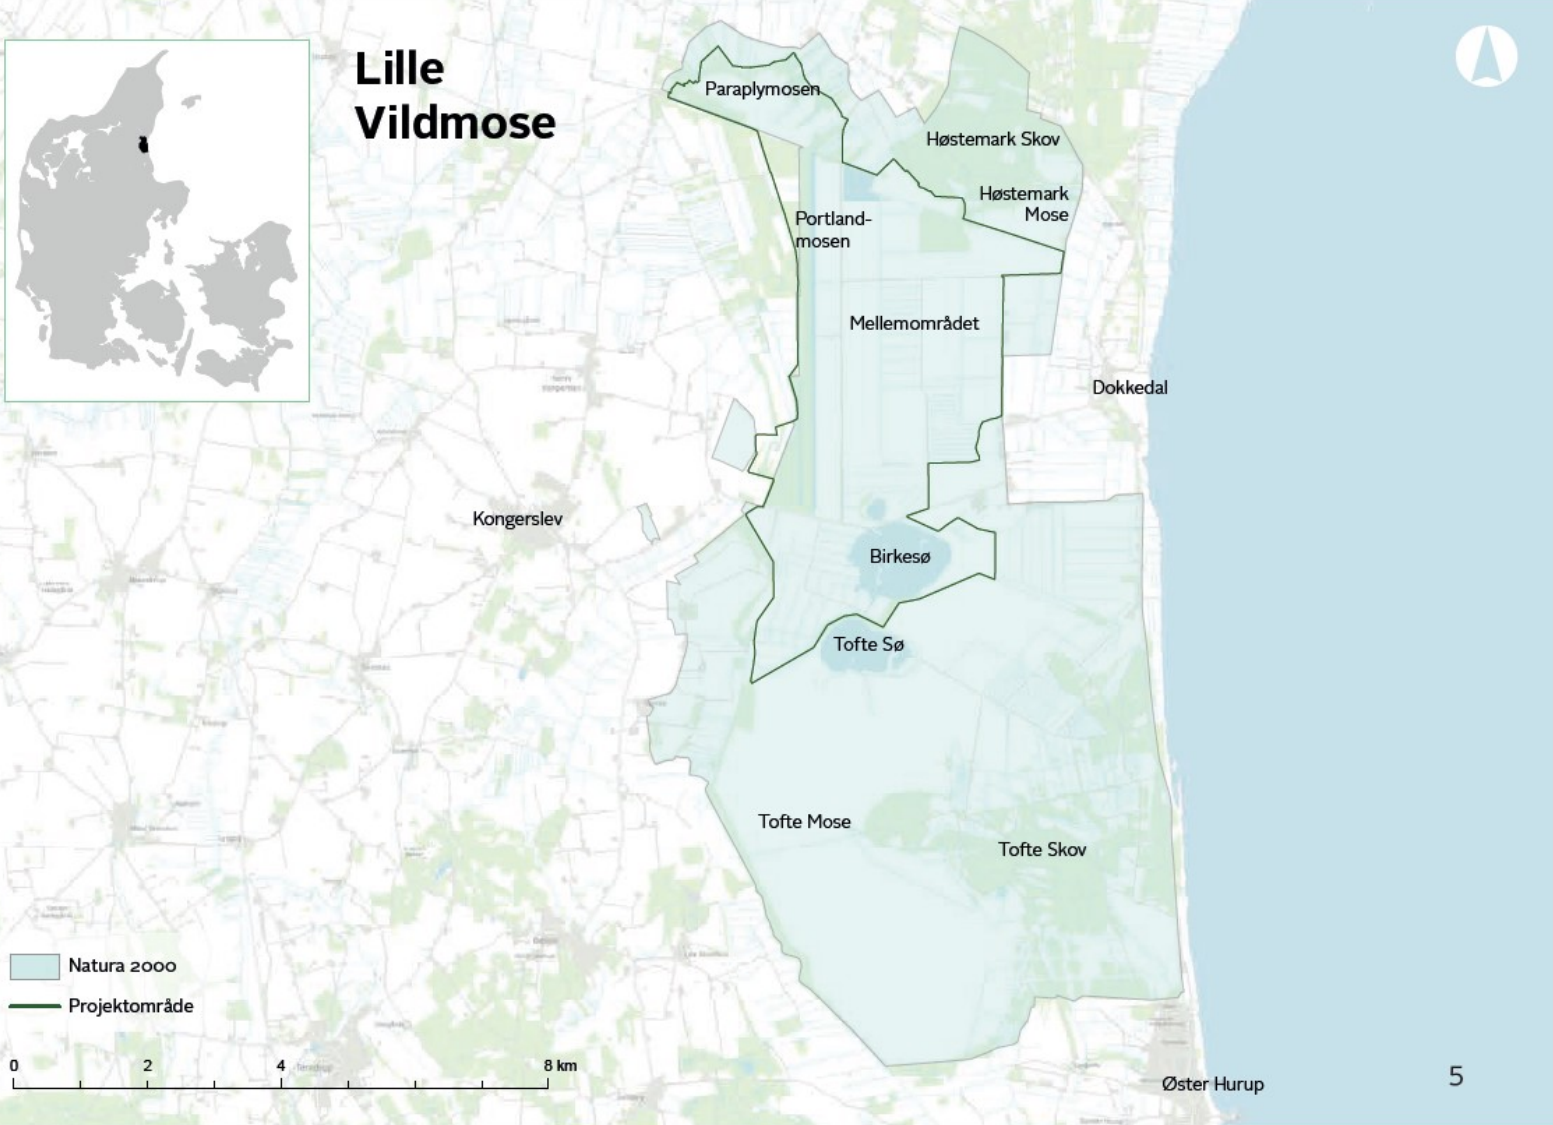 Lille
Vildmose
Paraplymosen
Høstemark Skov
Høstemark
Mose
Portland-
mosen
Mellemområdet
Dokkedal
Kongerslev
Birkesø
Tofte Sø
Tofte Mose
Tofte Skov
Natura 2000
Projektområde
0 2 4 8 km
Øster Hurup
5